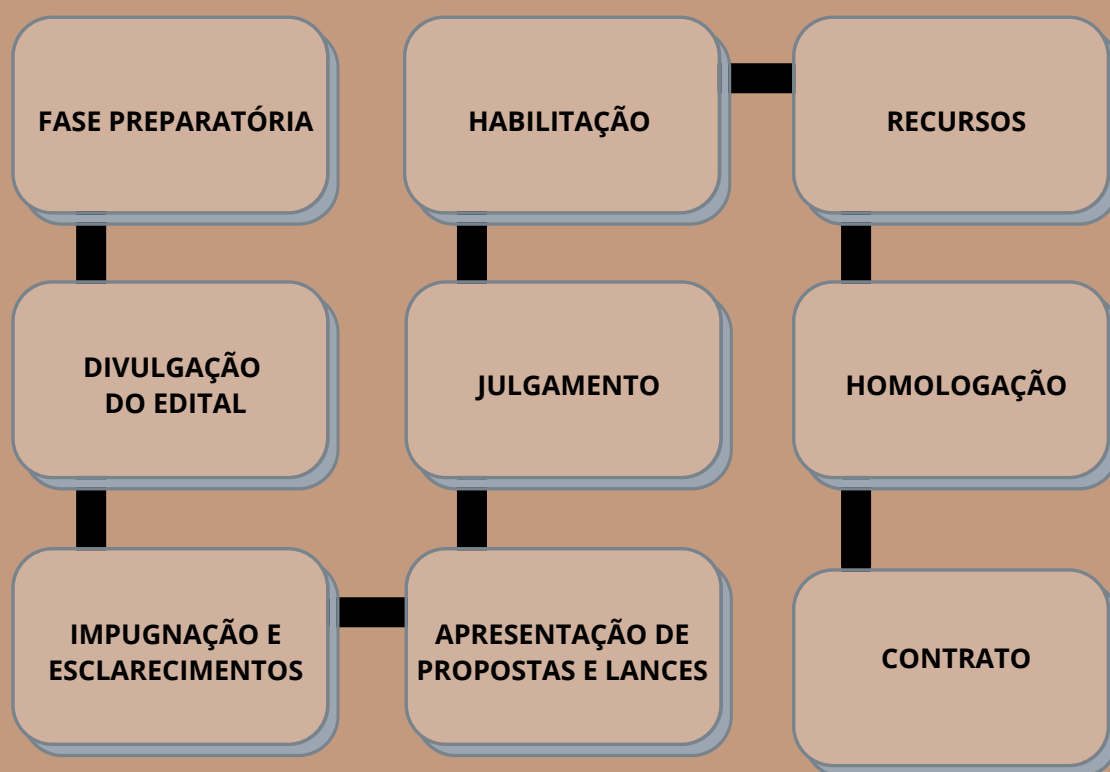 FASE PREPARATÓRIA
HABILITAÇÃO
RECURSOS
DIVULGAÇÃO
DO EDITAL
JULGAMENTO
HOMOLOGAÇÃO
IMPUGNAÇÃO E
ESCLARECIMENTOS
APRESENTAÇÃO DE
PROPOSTAS E LANCES
CONTRATO